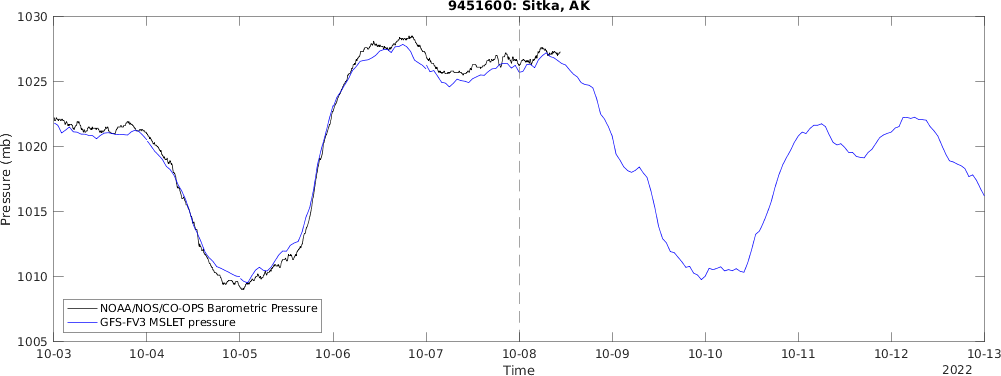 9451600: Sitka, AK
1030
1025
1020
1015
1010
1005
Pressure (mb)
NOAA/NOS/CO-OPS Barometric Pressure
GFS-FV3 MSLET pressure
10-03 10-04 10-05 10-06 10-07 10-08 10-09 10-10 10-11 10-12 10-13
Time
2022